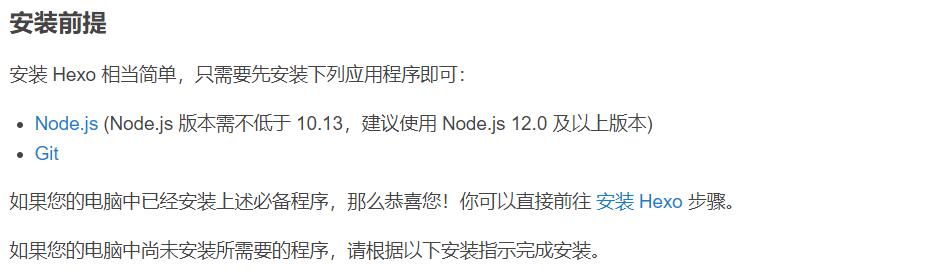 安装前提
安装 Hexo 相当简单，只需要先安装下列应用程序即可：
• Node.js (Node.js 版本需不低于 10.13，建议使用 Node.js 12.0 及以上版本)
• Git
如果您的电脑中已经安装上述必备程序，那么恭喜您！你可以直接前往 安装 Hexo 步骤。
如果您的电脑中尚未安装所需要的程序，请根据以下安装指示完成安装。